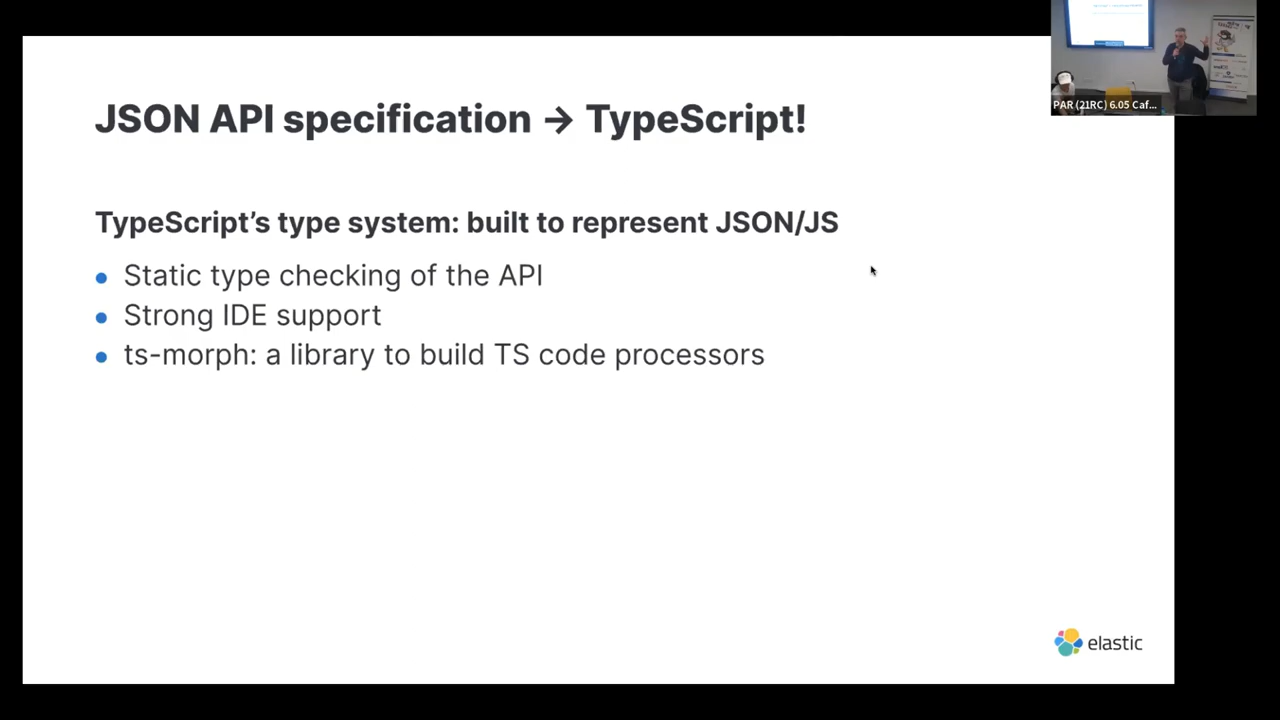 PAR (21RC) 6.05 Caf...
JSON API specification → TypeScript!
TypeScript’s type system: built to represent JSON/JS
• Static type checking of the API
• Strong IDE support
• ts-morph: a library to build TS code processors
elastic